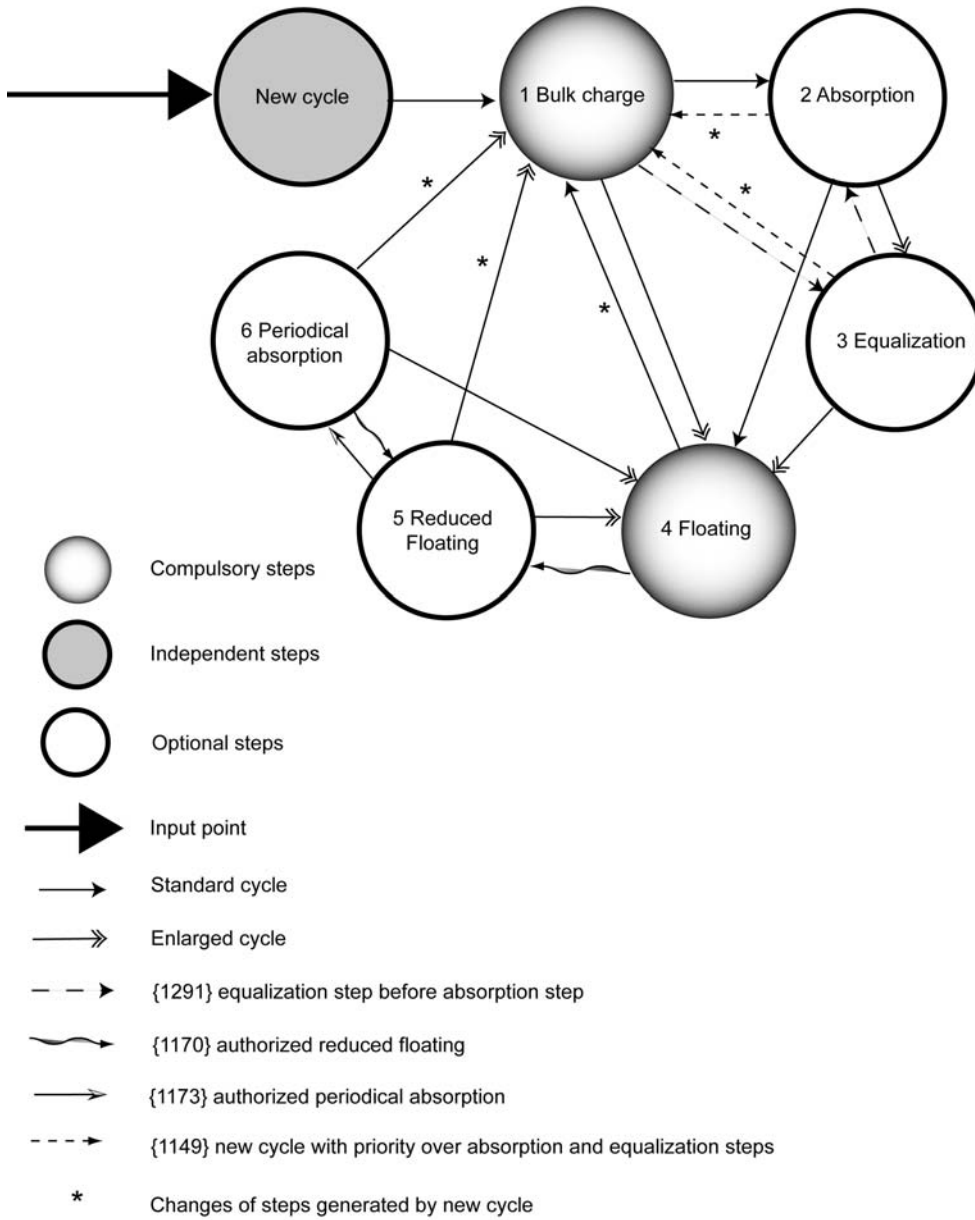 New cycle
1 Bulk charge
2 Absorption
*
*
*
*
*
6 Periodical
absorption
3 Equalization
5 Reduced
Floating
4 Floating
Compulsory steps
Independent steps
Optional steps
Input point
Standard cycle
Enlarged cycle
{1291} equalization step before absorption step
{1170} authorized reduced floating
{1173} authorized periodical absorption
{1149} new cycle with priority over absorption and equalization steps
* Changes of steps generated by new cycle